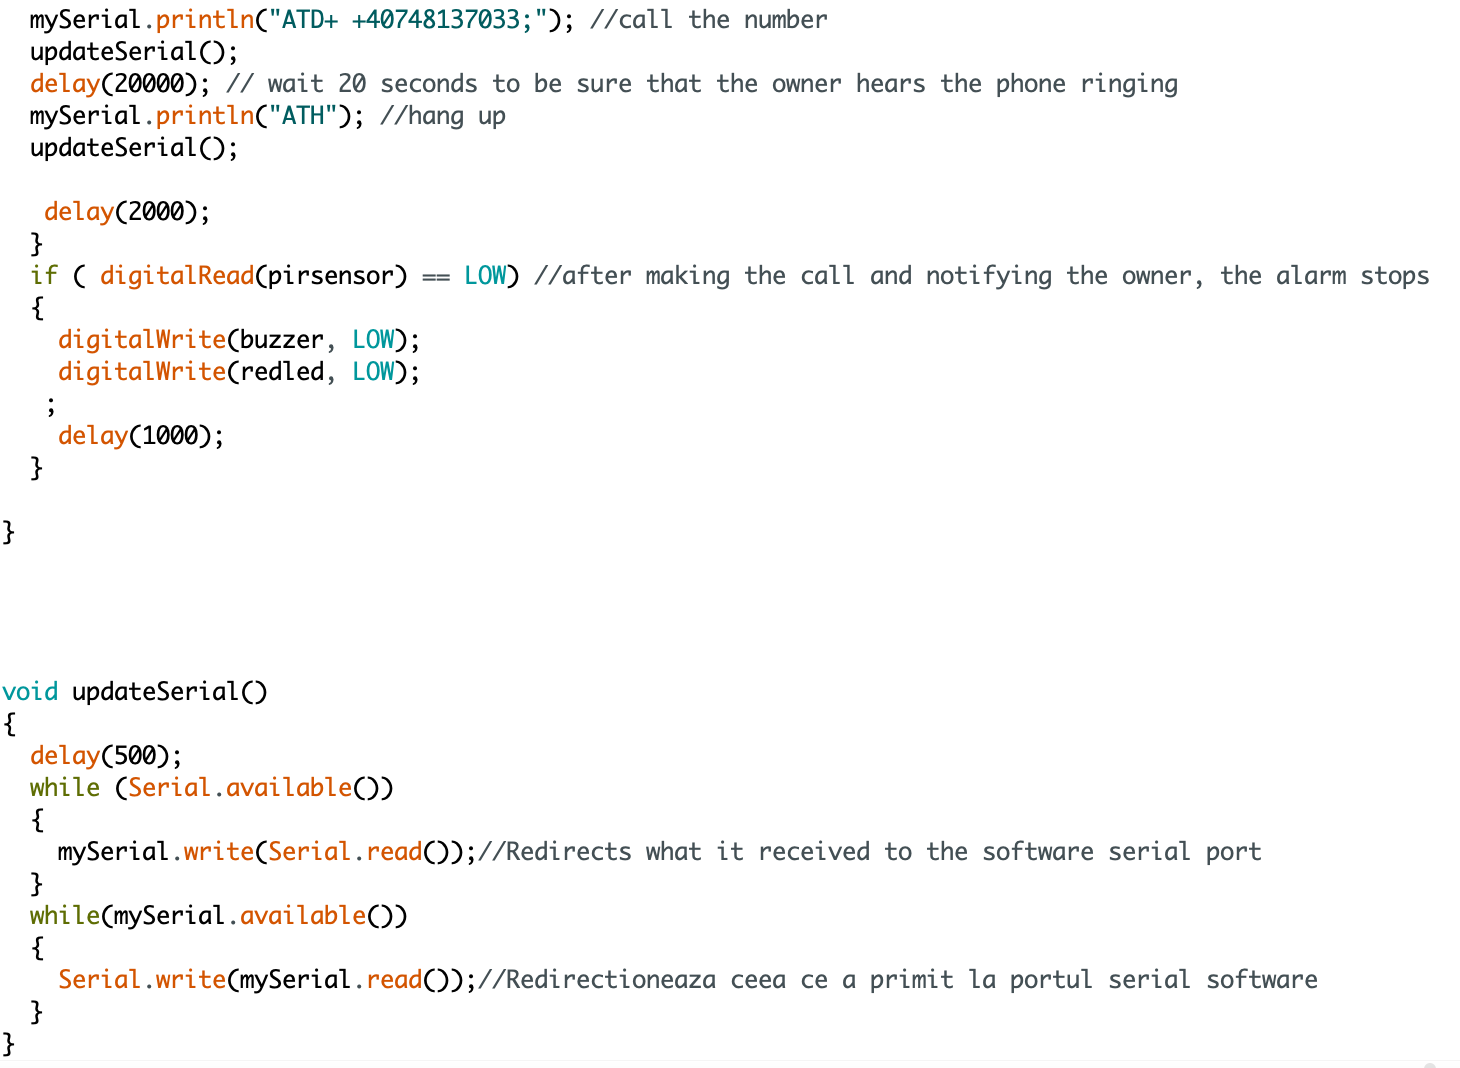 mySerial.println("ATD+ +40748137033;"); //call the number
updateSerial();
delay(20000); // wait 20 seconds to be sure that the owner hears the phone ringing
mySerial.println("ATH"); //hang up
updateSerial();
delay(2000);
}
if ( digitalRead(pirsensor) == LOW) //after making the call and notifying the owner, the alarm stops
{
digitalWrite(buzzer, LOW);
digitalWrite(redled, LOW);
;
delay(1000);
}
}
void updateSerial()
{
delay(500);
while (Serial.available())
{
mySerial.write(Serial.read());//Redirects what it received to the software serial port
}
while(mySerial.available())
{
Serial.write(mySerial.read());//Redirectioneaza ceea ce a primit la portul serial software
}
}